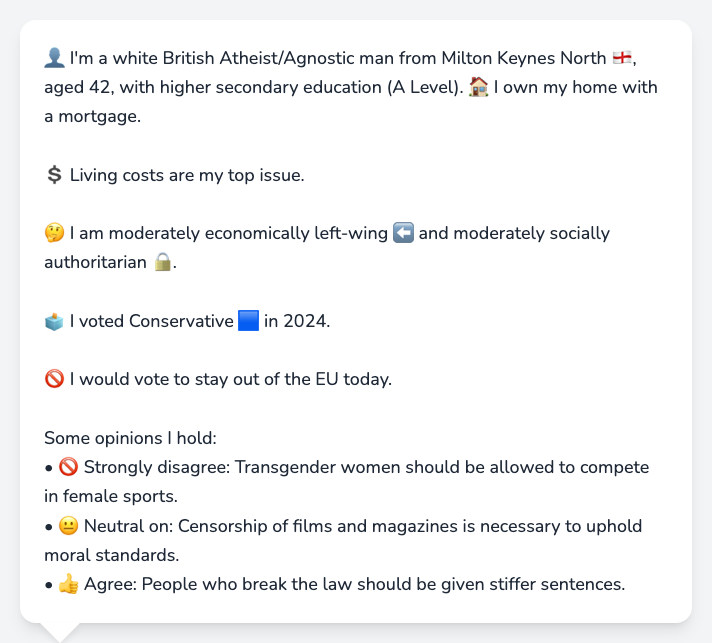 👤 I'm a white British Atheist/Agnostic man from Milton Keynes North 🏴󠁧󠁢󠁥󠁮󠁧󠁿,
aged 42, with higher secondary education (A Level). 🏠 I own my home with
a mortgage.
💲 Living costs are my top issue.
🤔 I am moderately economically left-wing ⬅️ and moderately socially
authoritarian 🔒.
🗳️ I voted Conservative 🟦 in 2024.
🚫 I would vote to stay out of the EU today.
Some opinions I hold:
• 🚫 Strongly disagree: Transgender women should be allowed to compete
in female sports.
• 😐 Neutral on: Censorship of films and magazines is necessary to uphold
moral standards.
• 👍 Agree: People who break the law should be given stiffer sentences.